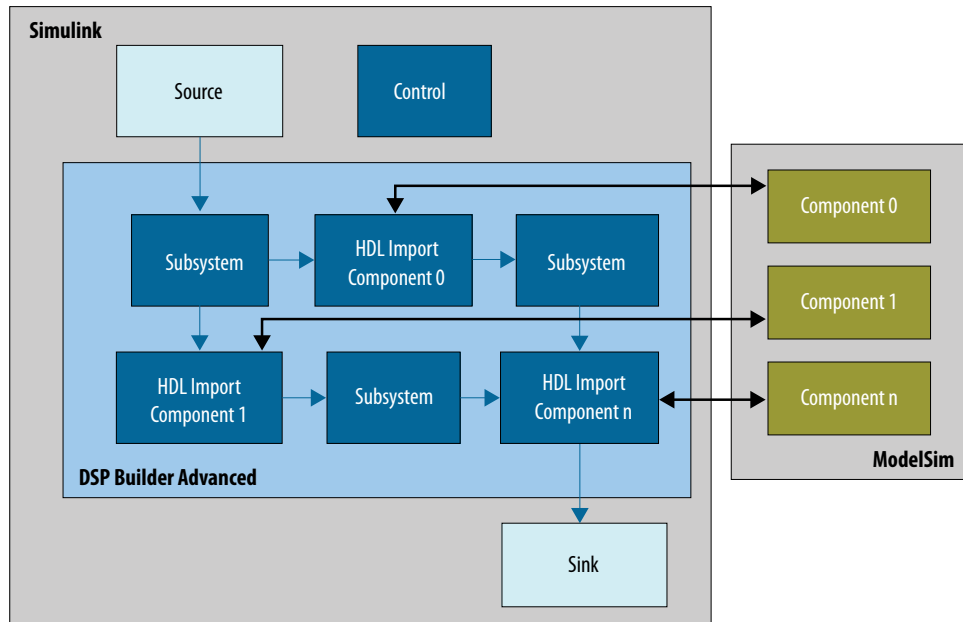 Simulink
Source
Control
Subsystem
HDL Import
Component 0
Subsystem
HDL Import
Component 1
Subsystem
HDL Import
Component n
DSP Builder Advanced
Sink
Component 0
Component 1
Component n
ModelSim